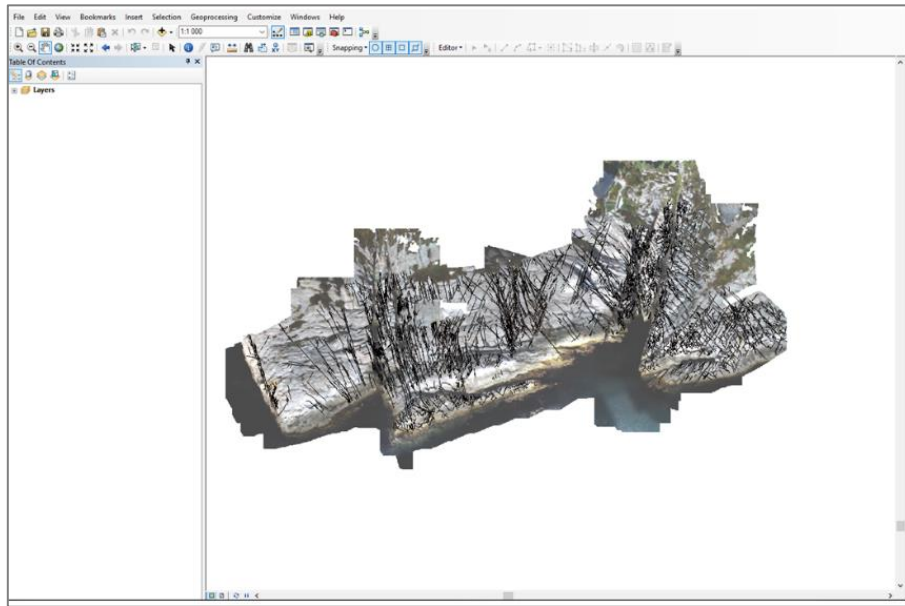 File Edit View Bookmarks Insert Selection Geoprocessing Customize Windows Help
1:1 000
Snapping Editor
Table Of Contents
Layers